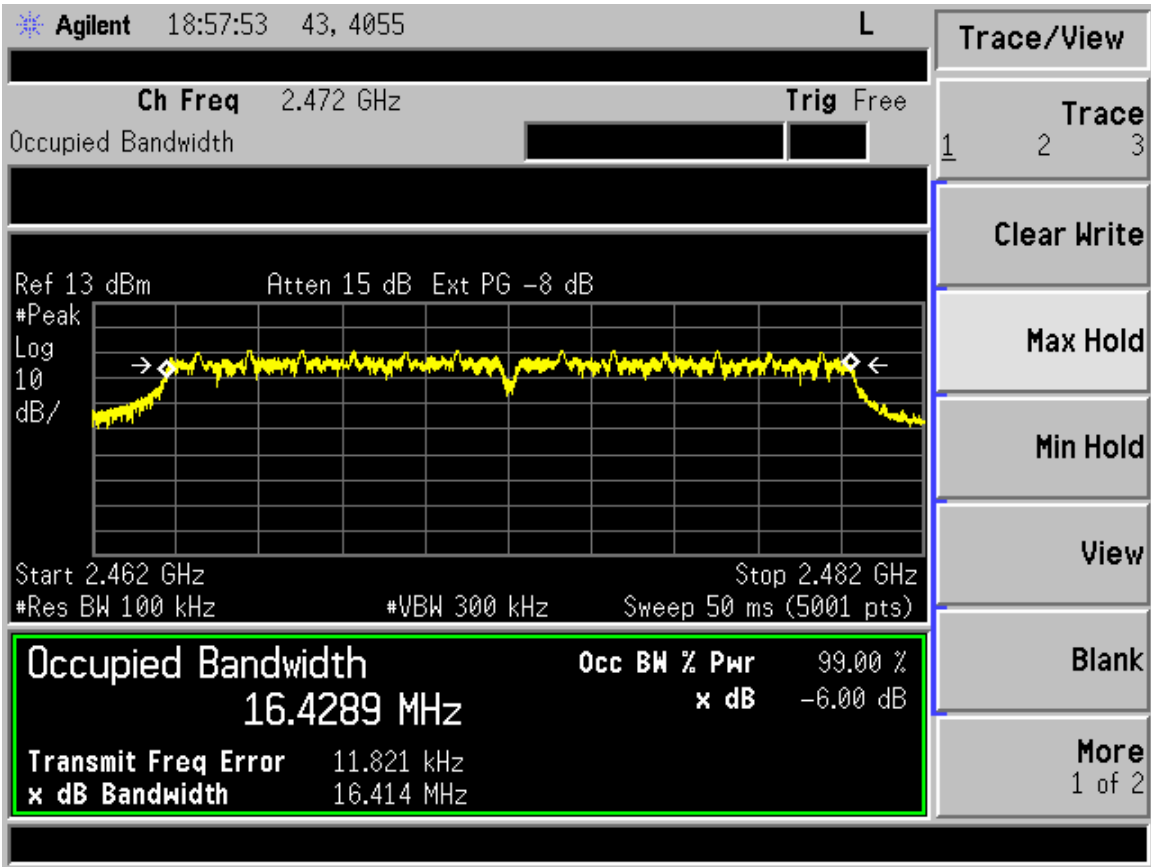 Agilent 18:57:53 43, 4055 L
Trace/View
Ch Freq 2.472 GHz Trig Free
Occupied Bandwidth
Trace
1 2 3
Clear Write
Max Hold
Min Hold
View
Blank
More
1 of 2
Ref 13 dBm Atten 15 dB Ext PG -8 dB
#Peak
Log
10
dB/
Start 2.462 GHz Stop 2.482 GHz
#Res BW 100 kHz #VBW 300 kHz Sweep 50 ms (5001 pts)
Occupied Bandwidth Occ BW % Pwr 99.00 %
16.4289 MHz x dB -6.00 dB
Transmit Freq Error 11.821 kHz
x dB Bandwidth 16.414 MHz